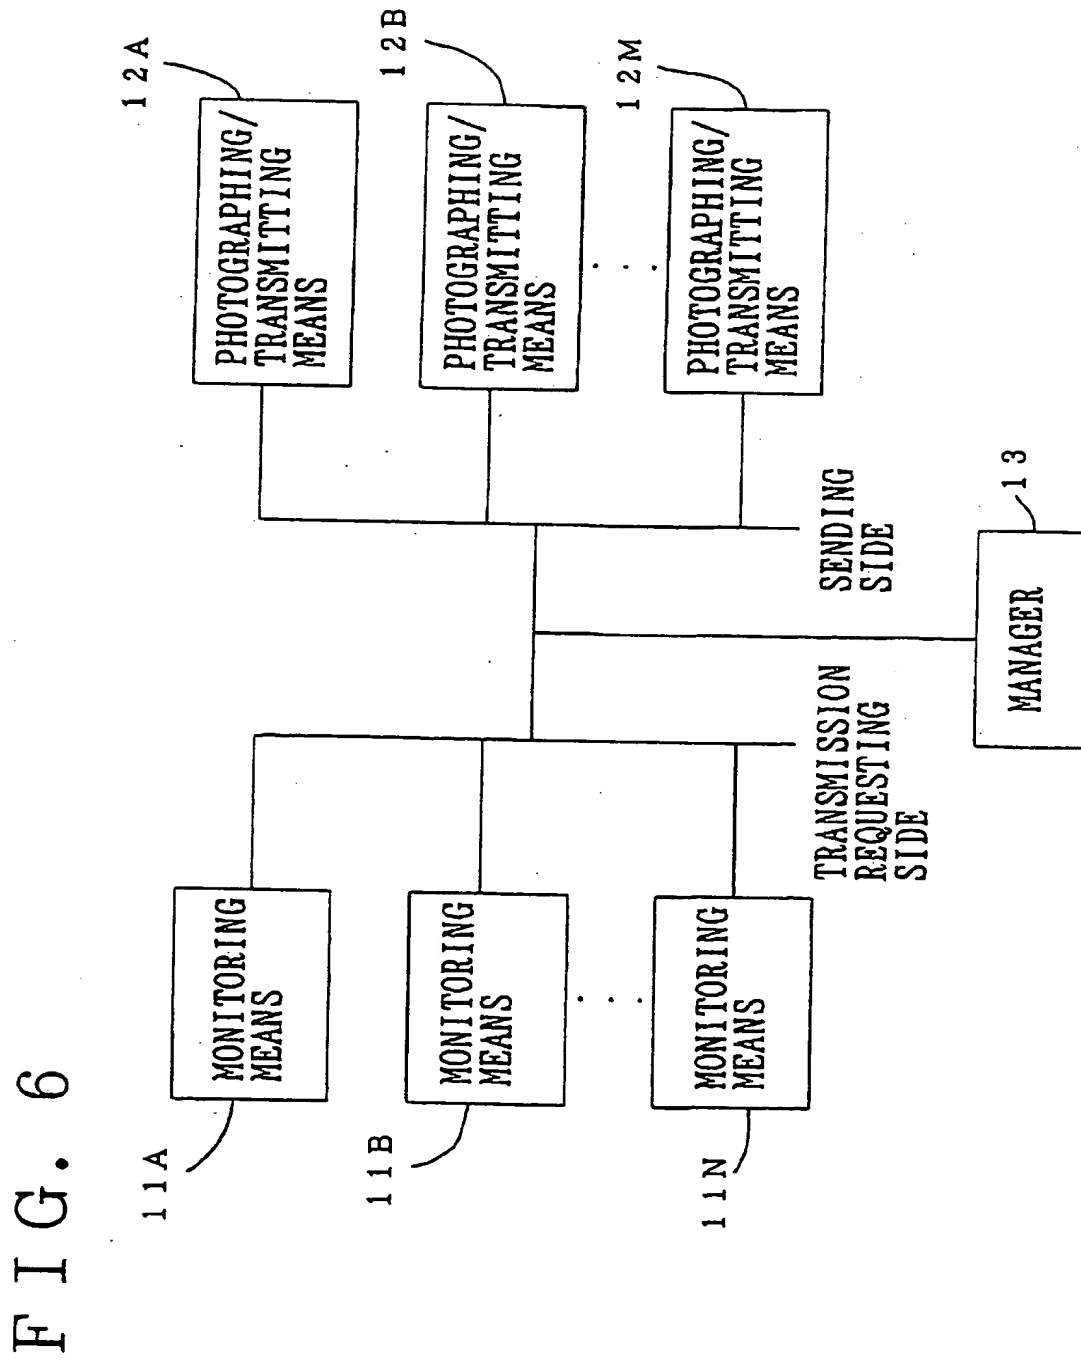 FIG. 6
11A
MONITORING
MEANS
11B
MONITORING
MEANS
11N
MONITORING
MEANS
TRANSMISSION
REQUESTING
SIDE
12A
PHOTOGRAPHING/
TRANSMITTING
MEANS
12B
PHOTOGRAPHING/
TRANSMITTING
MEANS
12M
PHOTOGRAPHING/
TRANSMITTING
MEANS
SENDING
SIDE
13
MANAGER